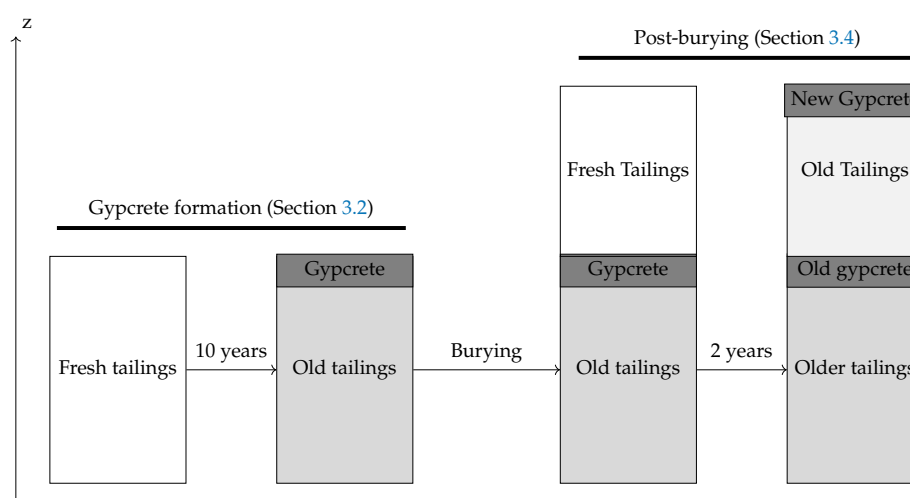 z
Post-burying (Section 3.4)
New Gypcret
Fresh Tailings
Old Tailings
Gypcrete formation (Section 3.2)
Gypcrete
Gypcrete
Old gypcrete
10 years
Burying
2 years
Fresh tailings
Old tailings
Old tailings
Older tailings